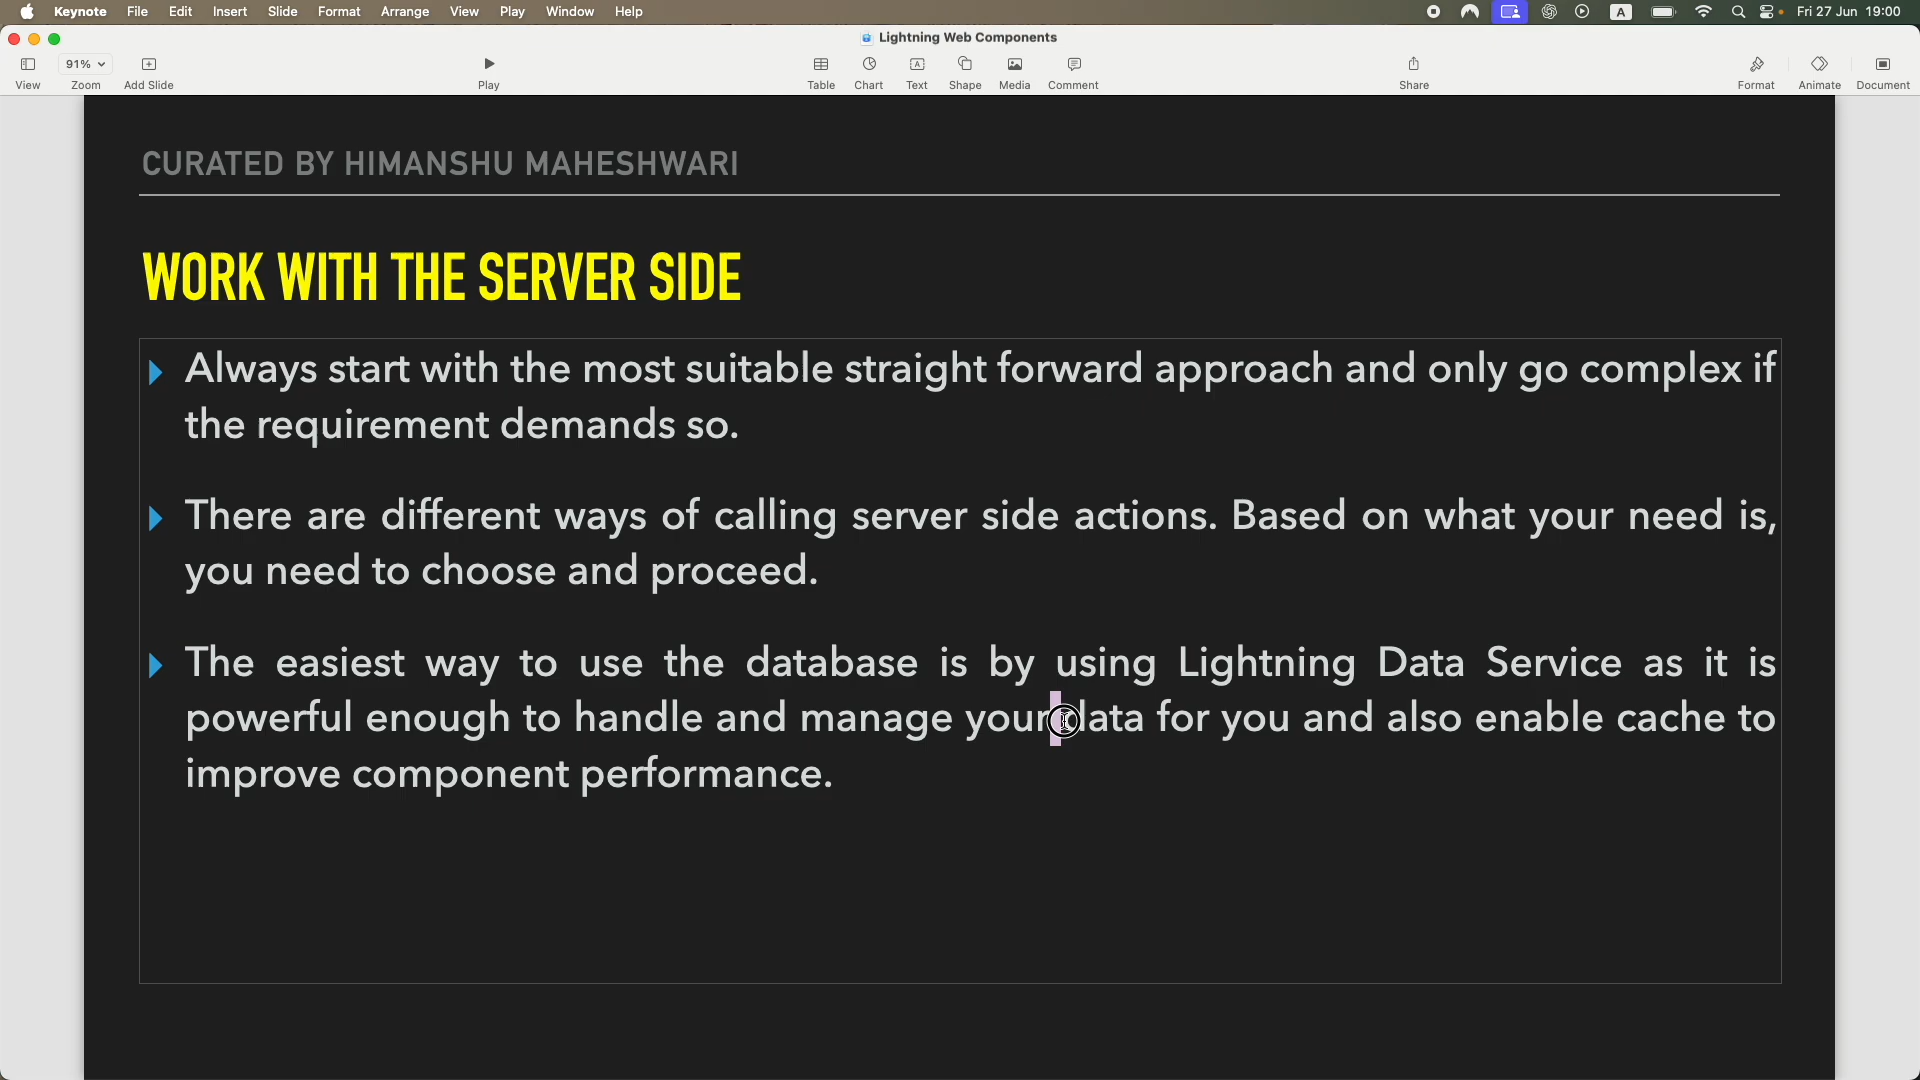 Keynote File Edit Insert Slide Format Arrange View Play Window Help A Fri 27 Jun 19:00
Lightning Web Components
91%
View Zoom Add Slide Play Table Chart Text Shape Media Comment Share Format Animate Document
CURATED BY HIMANSHU MAHESHWARI
WORK WITH THE SERVER SIDE
Always start with the most suitable straight forward approach and only go complex if
the requirement demands so.
There are different ways of calling server side actions. Based on what your need is,
you need to choose and proceed.
The easiest way to use the database is by using Lightning Data Service as it is
powerful enough to handle and manage your data for you and also enable cache to
improve component performance.